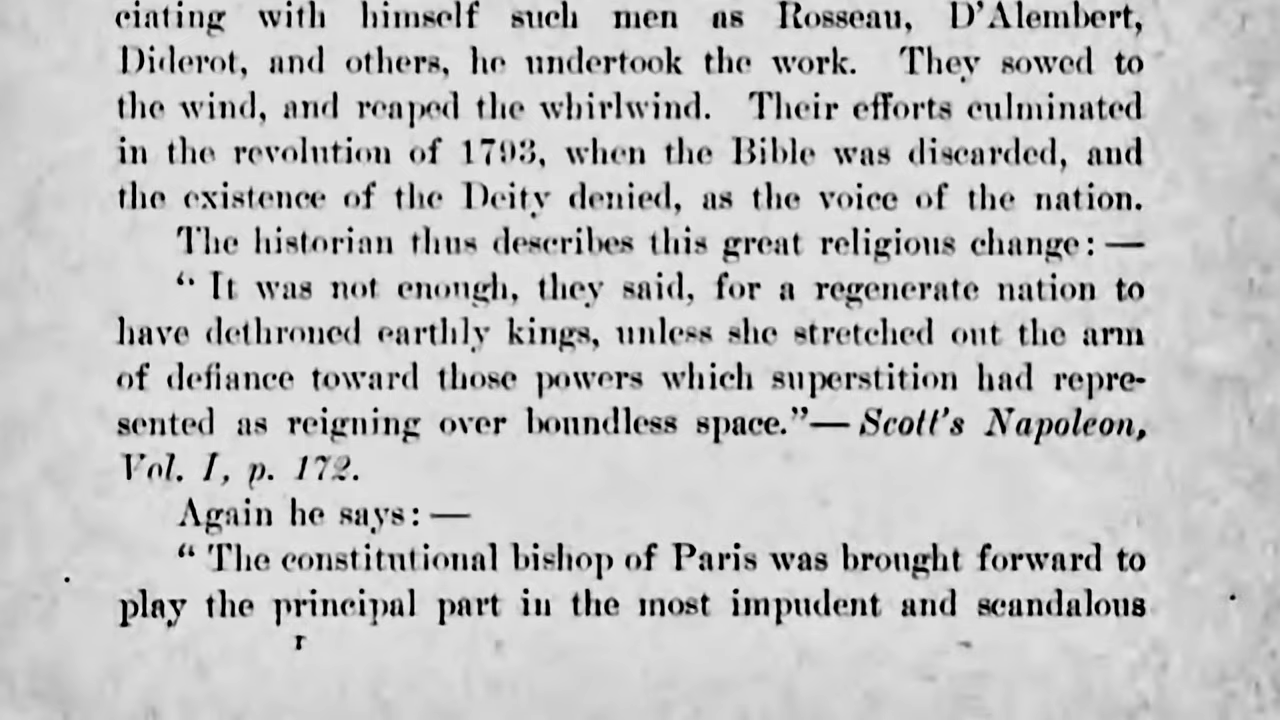 ciating with himself such men as Rosseau, D'Alembert,
Diderot, and others, he undertook the work. They sowed to
the wind, and reaped the whirlwind. Their efforts culminated
in the revolution of 1793, when the Bible was discarded, and
the existence of the Deity denied, as the voice of the nation.
The historian thus describes this great religious change: —
“ It was not enough, they said, for a regenerate nation to
have dethroned earthly kings, unless she stretched out the arm
of defiance toward those powers which superstition had repre-
sented as reigning over boundless space.”— Scott's Napoleon,
Vol. I, p. 172.
Again he says: —
“ The constitutional bishop of Paris was brought forward to
play the principal part in the most impudent and scandalous
I